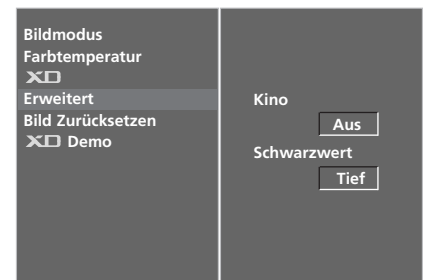 Bildmodus
Farbtemperatur
XD
Erweitert
Bild Zurücksetzen
XD Demo
Kino
Aus
Schwarzwert
Tief